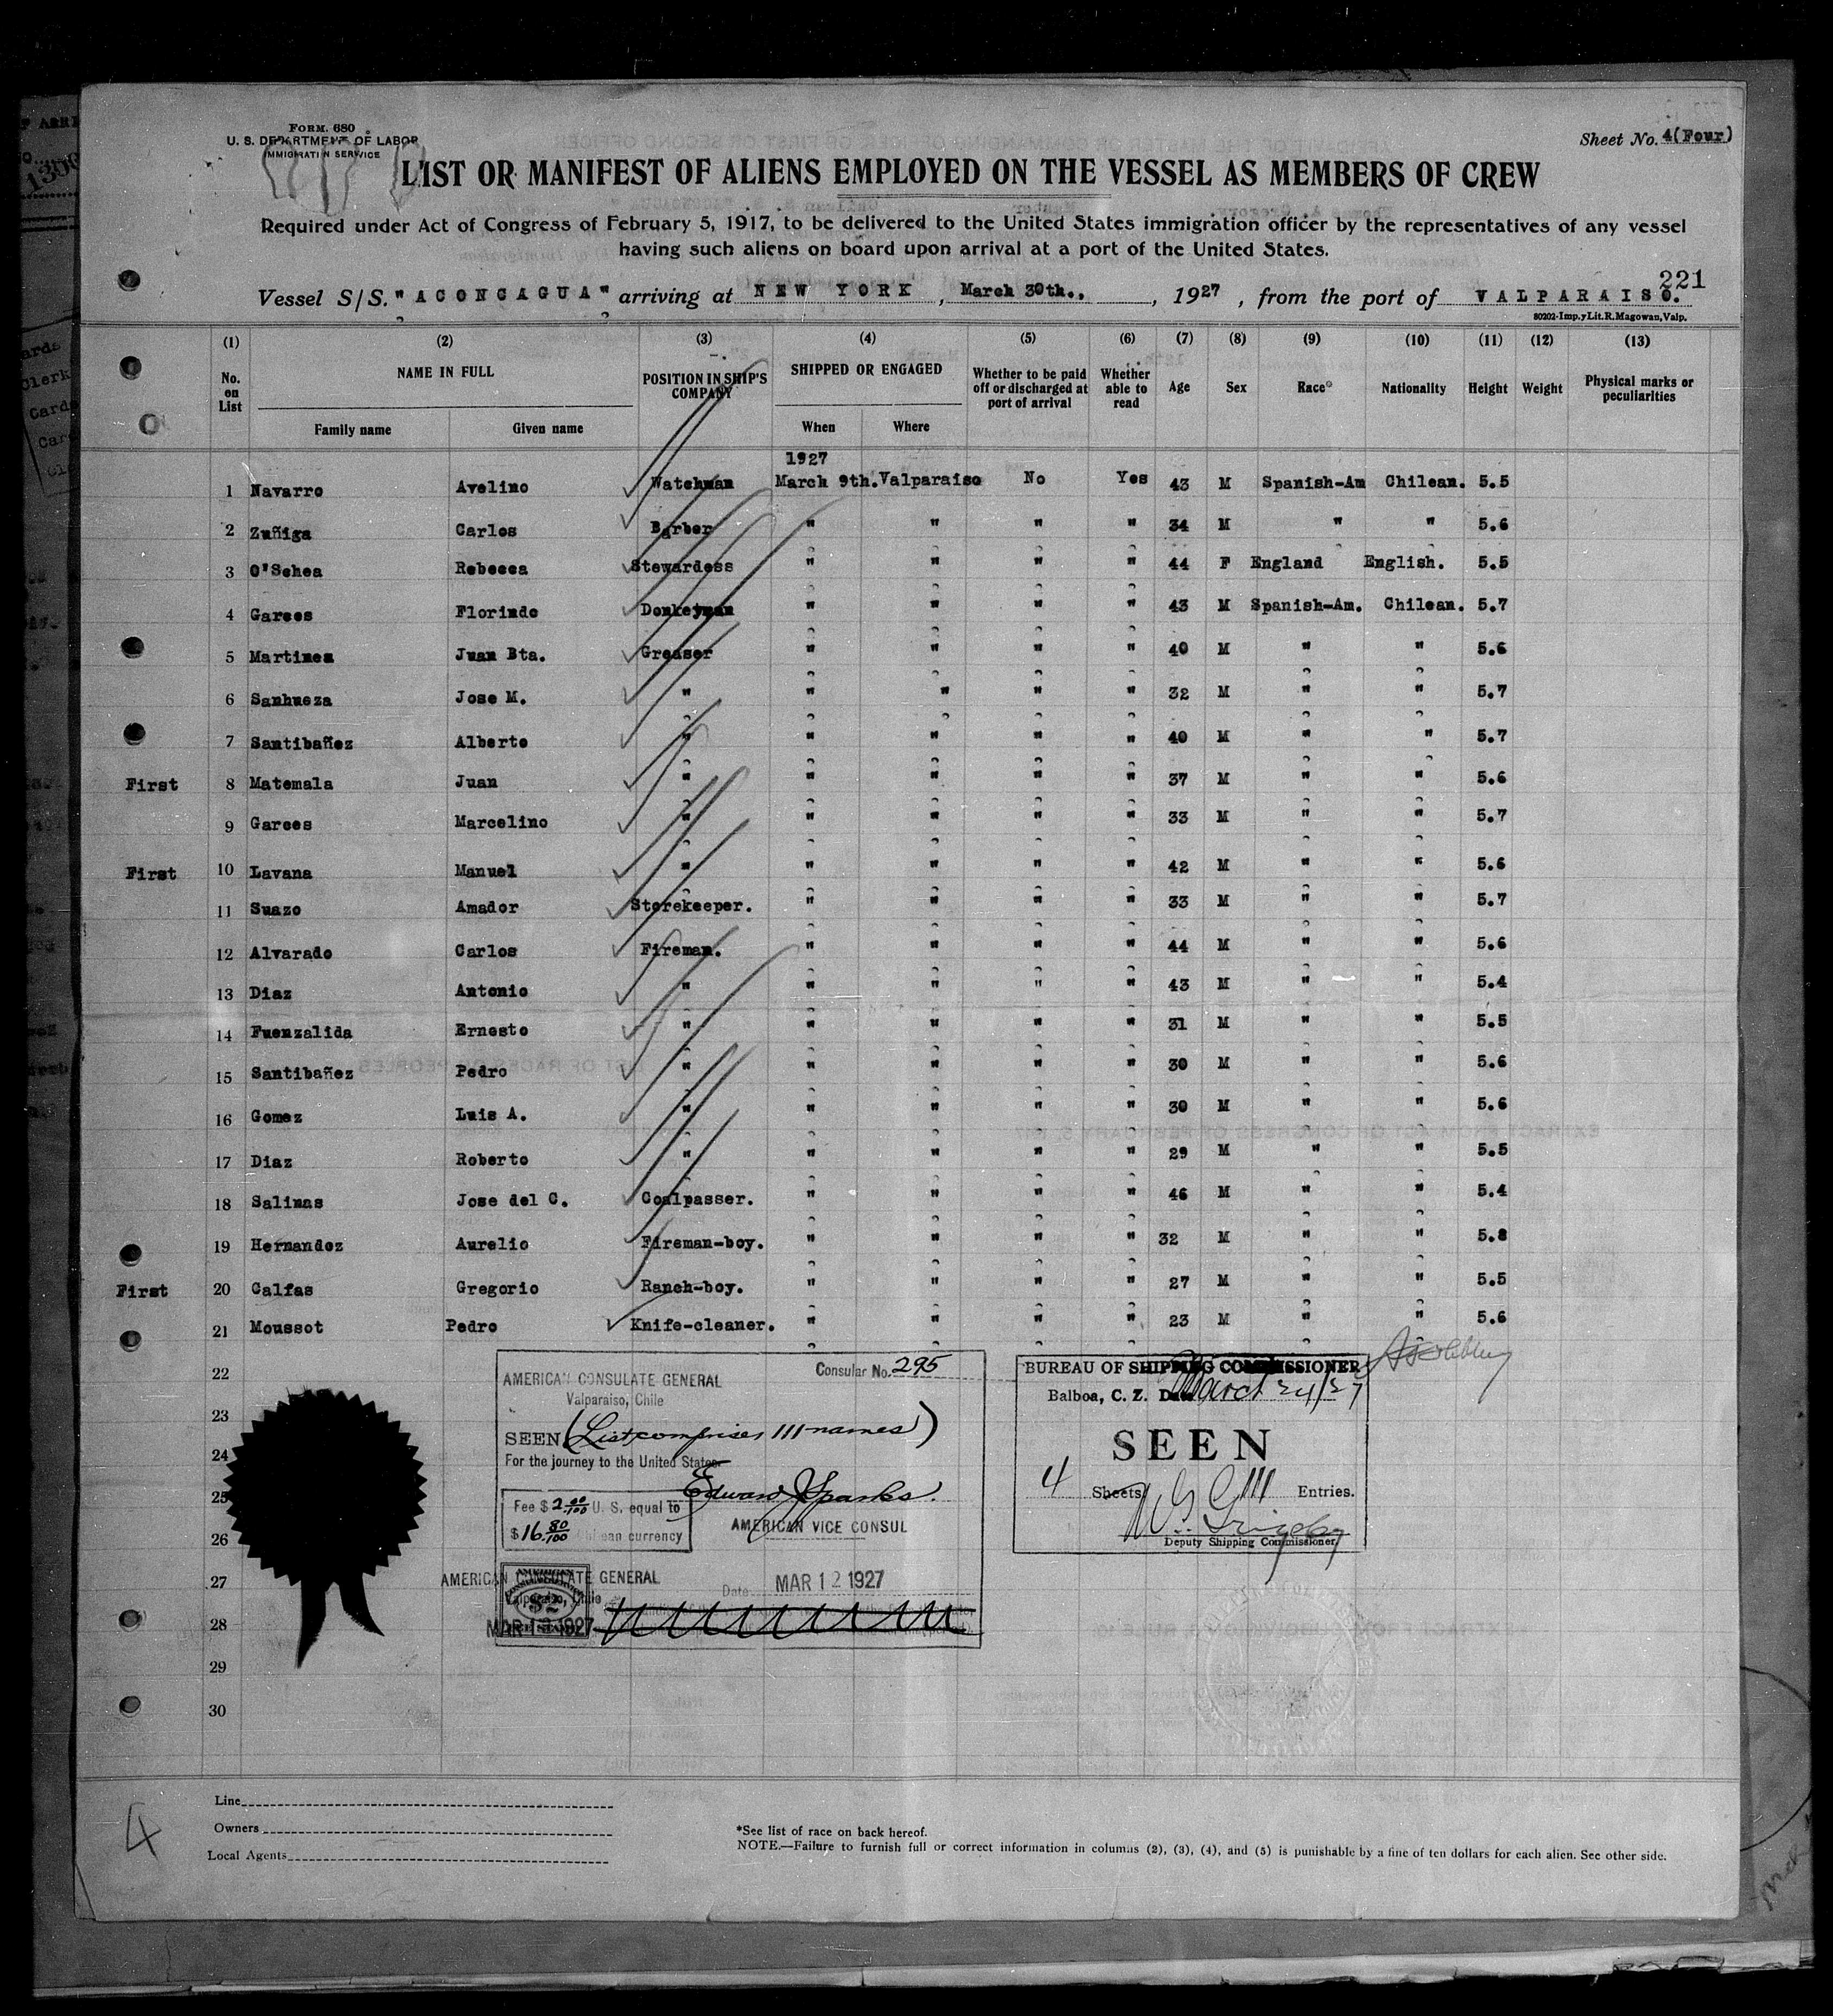 FORM. 680
U. S. DEPARTMENT OF LABOR
IMMIGRATION SERVICE
Sheet No. 4(Four)
LIST OR MANIFEST OF ALIENS EMPLOYED ON THE VESSEL AS MEMBERS OF CREW
Required under Act of Congress of February 5, 1917, to be delivered to the United States immigration officer by the representatives of any vessel
having such aliens on board upon arrival at a port of the United States.
221
Vessel S/S. "ACONCAGUA" arriving at NEW YORK, March 30th., , 1927, from the port of VALPARAISO.
80202-Imp.y Lit.R.Magowan,Valp.
(1) (2) (3) (4) (5) (6) (7) (8) (9) (10) (11) (12) (13)
No. on List NAME IN FULL POSITION IN SHIP'S COMPANY SHIPPED OR ENGAGED Whether to be paid off or discharged at port of arrival Whether able to read Age Sex Race* Nationality Height Weight Physical marks or peculiarities
Family name Given name When Where
1927
1 Navarro Avelino Watchman March 9th. Valparaiso No Yes 43 M Spanish-Am Chilean. 5.5
2 Zuñiga Carlos Barber " " " " 34 M " " 5.6
3 O'Schea Rebecca Stewardess " " " " 44 F England English. 5.5
4 Garces Florindo Donkeyman " " " " 43 M Spanish-Am. Chilean. 5.7
5 Martinez Juan Bta. Greaser " " " " 40 M " " 5.6
6 Sanhueza Jose M. " " " " " 32 M " " 5.7
7 Santibañez Alberto " " " " " 40 M " " 5.7
First 8 Matemala Juan " " " " " 37 M " " 5.6
9 Garces Marcelino " " " " " 33 M " " 5.7
First 10 Lavana Manuel " " " " " 42 M " " 5.6
11 Suazo Amador Storekeeper. " " " " 33 M " " 5.7
12 Alvarado Carlos Fireman. " " " " 44 M " " 5.6
13 Diaz Antonio " " " " " 43 M " " 5.4
14 Fuenzalida Ernesto " " " " " 31 M " " 5.5
15 Santibañez Pedro " " " " " 30 M " " 5.6
16 Gomez Luis A. " " " " " 30 M " " 5.6
17 Diaz Roberto " " " " " 29 M " " 5.5
18 Salinas Jose del C. Coalpasser. " " " " 46 M " " 5.4
19 Hernandez Aurelio Fireman-boy. " " " " 32 M " " 5.8
First 20 Galfas Gregorio Ranch-boy. " " " " 27 M " " 5.5
21 Moussot Pedro Knife-cleaner. " " " " 23 M " " 5.6
22
23
24
25
26
27
28
29
30
Consular No. 295
AMERICAN CONSULATE GENERAL
Valparaiso, Chile
SEEN (List comprises 111 names)
For the journey to the United States.
Edward Sparks.
AMERICAN VICE CONSUL
Fee $2 00/100 U. S. equal to
$16 80/100 Chilean currency
AMERICAN CONSULATE GENERAL
Valparaiso, Chile
Date MAR 12 1927
$2
MAR 12 1927
BUREAU OF SHIPPING COMMISSIONER
Balboa, C. Z. Date March 24/27
SEEN
4 Sheets 111 Entries.
Deputy Shipping Commissioner
4
Line
Owners
Local Agents
*See list of race on back hereof.
NOTE.—Failure to furnish full or correct information in columns (2), (3), (4), and (5) is punishable by a fine of ten dollars for each alien. See other side.